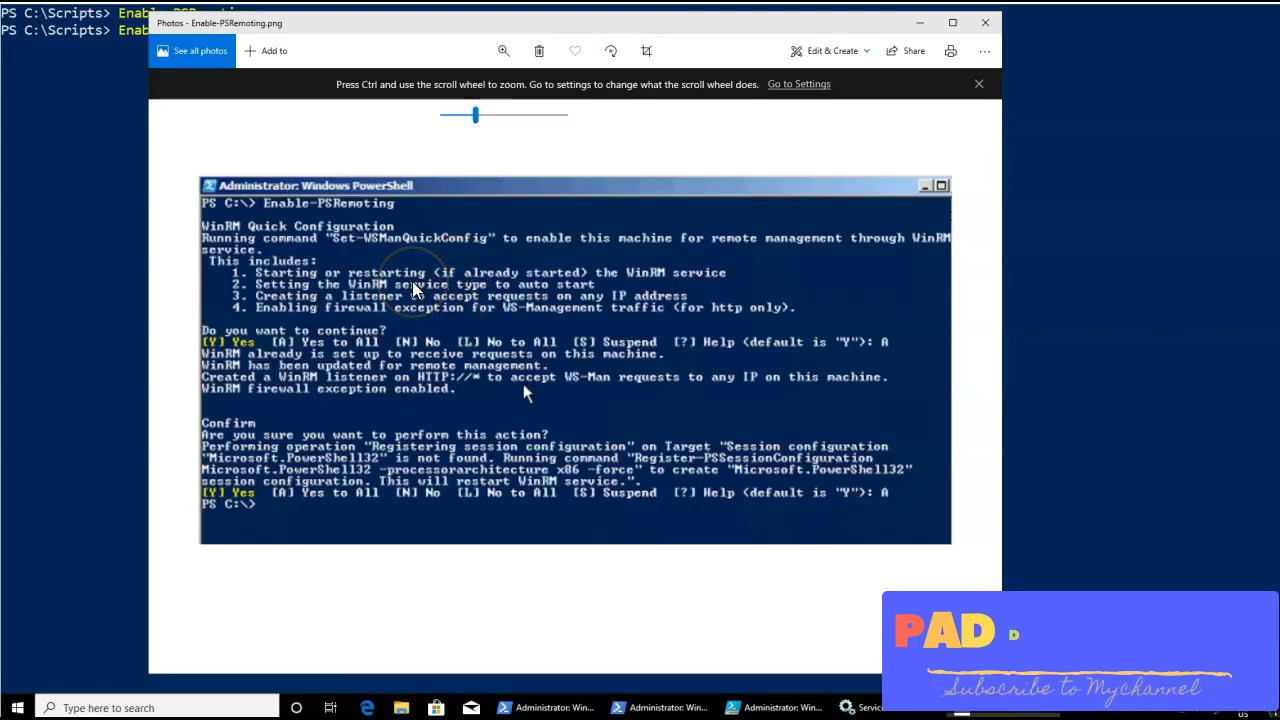 PS C:\Scripts> Enable-PSRemoting
PS C:\Scripts> Enab
Photos - Enable-PSRemoting.png
See all photos
Add to
Edit & Create
Share
Press Ctrl and use the scroll wheel to zoom. Go to settings to change what the scroll wheel does. Go to Settings
Administrator: Windows PowerShell
PS C:\> Enable-PSRemoting
WinRM Quick Configuration
Running command "Set-WSManQuickConfig" to enable this machine for remote management through WinRM
service.
This includes:
1. Starting or restarting (if already started) the WinRM service
2. Setting the WinRM service type to auto start
3. Creating a listener to accept requests on any IP address
4. Enabling firewall exception for WS-Management traffic (for http only).
Do you want to continue?
[Y] Yes [A] Yes to All [N] No [L] No to All [S] Suspend [?] Help (default is "Y"): A
WinRM already is set up to receive requests on this machine.
WinRM has been updated for remote management.
Created a WinRM listener on HTTP://* to accept WS-Man requests to any IP on this machine.
WinRM firewall exception enabled.
Confirm
Are you sure you want to perform this action?
Performing operation "Registering session configuration" on Target "Session configuration
"Microsoft.PowerShell32" is not found. Running command "Register-PSSessionConfiguration
Microsoft.PowerShell32 -processorarchitecture x86 -force" to create "Microsoft.PowerShell32"
session configuration. This will restart WinRM service.".
[Y] Yes [A] Yes to All [N] No [L] No to All [S] Suspend [?] Help (default is "Y"): A
PS C:\>
PAD D
Subscribe to Mychannel
Type here to search
Administrator: Win...
Administrator: Win...
Administrator: Win...
Service
US